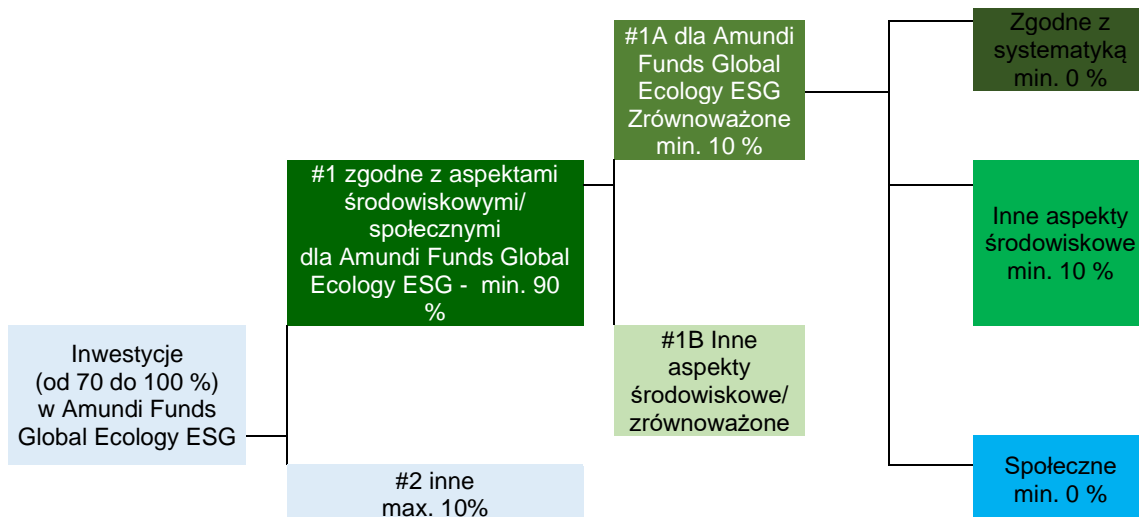 #1A dla Amundi
Funds Global
Ecology ESG
Zrównoważone
min. 10 %
Zgodne z
systematyką
min. 0 %
#1 zgodne z aspektami
środowiskowymi/
społecznymi
dla Amundi Funds Global
Ecology ESG - min. 90
%
Inne aspekty
środowiskowe
min. 10 %
Inwestycje
(od 70 do 100 %)
w Amundi Funds
Global Ecology ESG
#1B Inne
aspekty
środowiskowe/
zrównoważone
#2 inne
max. 10%
Społeczne
min. 0 %